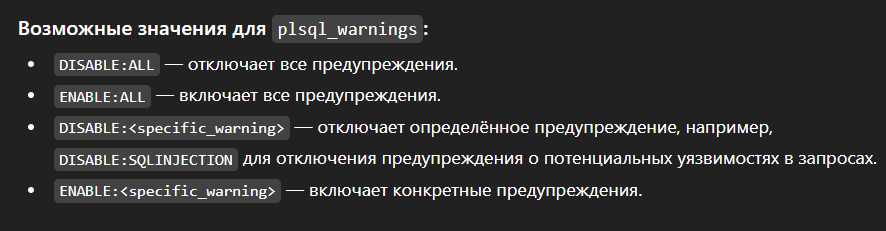 Возможные значения для plsql_warnings:
• DISABLE:ALL — отключает все предупреждения.
• ENABLE:ALL — включает все предупреждения.
• DISABLE:<specific_warning> — отключает определённое предупреждение, например,
DISABLE:SQLINJECTION для отключения предупреждения о потенциальных уязвимостях в запросах.
• ENABLE:<specific_warning> — включает конкретные предупреждения.